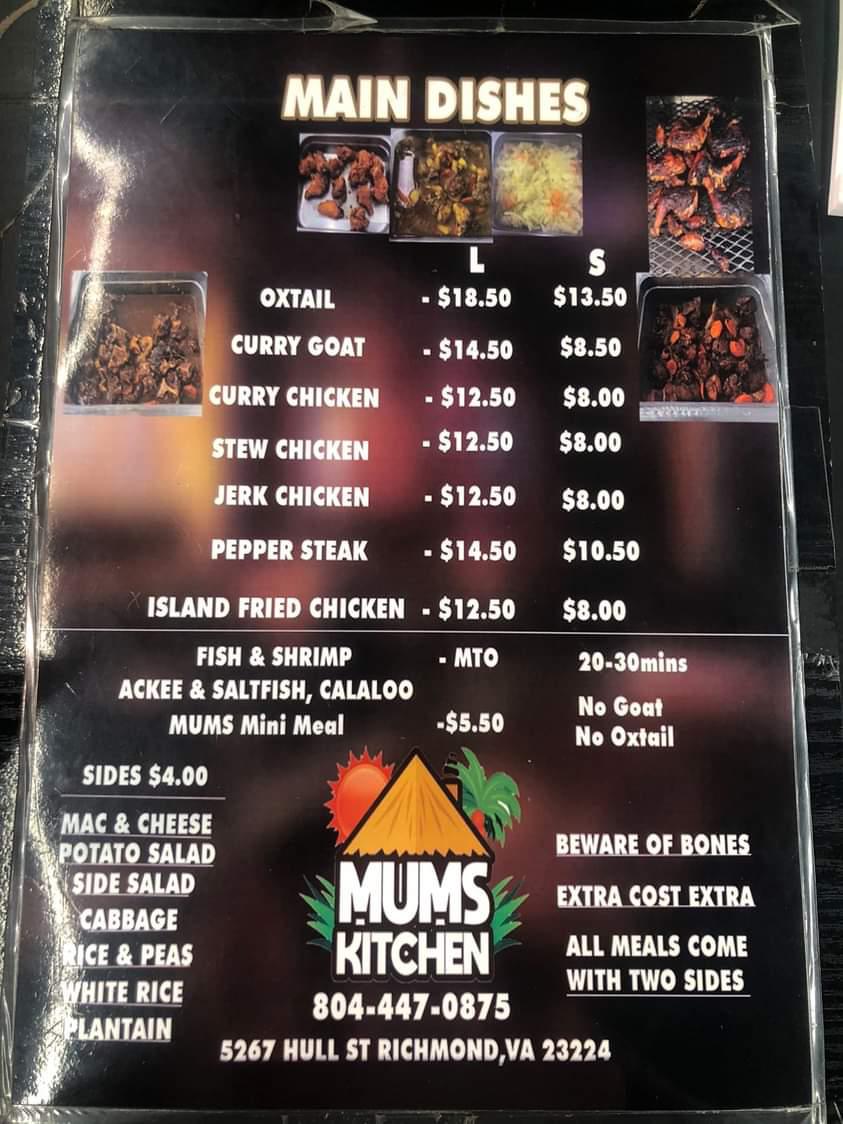 MAIN DISHES
L S
OXTAIL - $18.50 $13.50
CURRY GOAT - $14.50 $8.50
CURRY CHICKEN - $12.50 $8.00
STEW CHICKEN - $12.50 $8.00
JERK CHICKEN - $12.50 $8.00
PEPPER STEAK - $14.50 $10.50
ISLAND FRIED CHICKEN - $12.50 $8.00
FISH & SHRIMP - MTO 20-30mins
ACKEE & SALTFISH, CALALOO
MUMS Mini Meal -$5.50 No Goat
No Oxtail
SIDES $4.00
MAC & CHEESE
POTATO SALAD
SIDE SALAD
CABBAGE
RICE & PEAS
WHITE RICE
PLANTAIN
MUMS
KITCHEN
BEWARE OF BONES
EXTRA COST EXTRA
ALL MEALS COME
WITH TWO SIDES
804-447-0875
5267 HULL ST RICHMOND,VA 23224